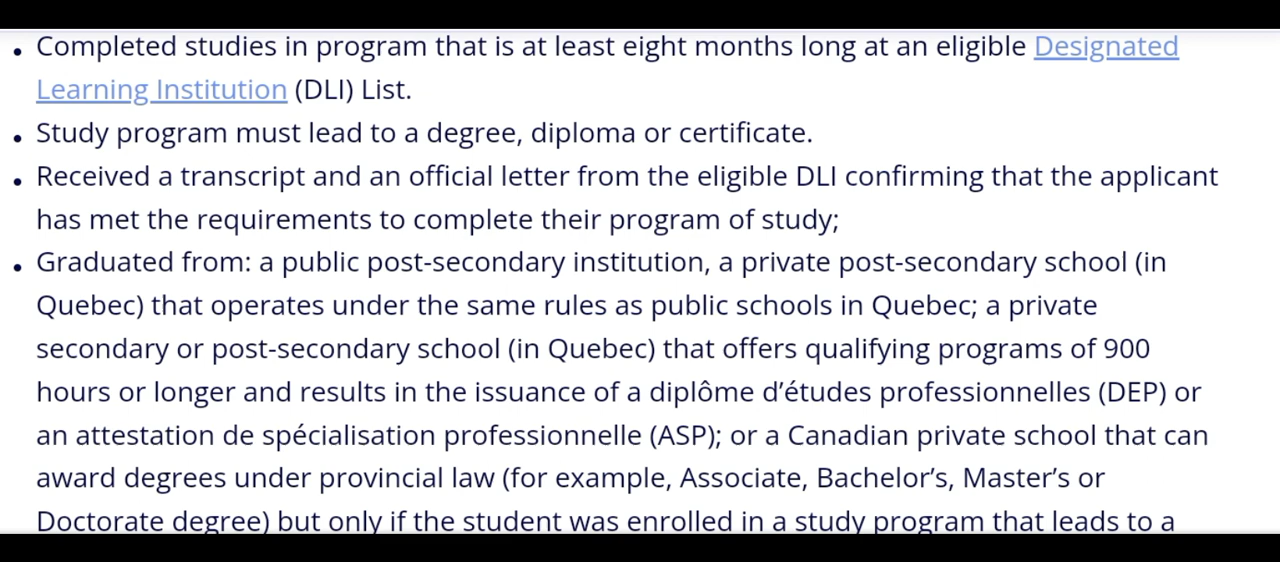 • Completed studies in program that is at least eight months long at an eligible Designated
Learning Institution (DLI) List.
• Study program must lead to a degree, diploma or certificate.
• Received a transcript and an official letter from the eligible DLI confirming that the applicant
has met the requirements to complete their program of study;
• Graduated from: a public post-secondary institution, a private post-secondary school (in
Quebec) that operates under the same rules as public schools in Quebec; a private
secondary or post-secondary school (in Quebec) that offers qualifying programs of 900
hours or longer and results in the issuance of a diplôme d’études professionnelles (DEP) or
an attestation de spécialisation professionnelle (ASP); or a Canadian private school that can
award degrees under provincial law (for example, Associate, Bachelor’s, Master’s or
Doctorate degree) but only if the student was enrolled in a study program that leads to a